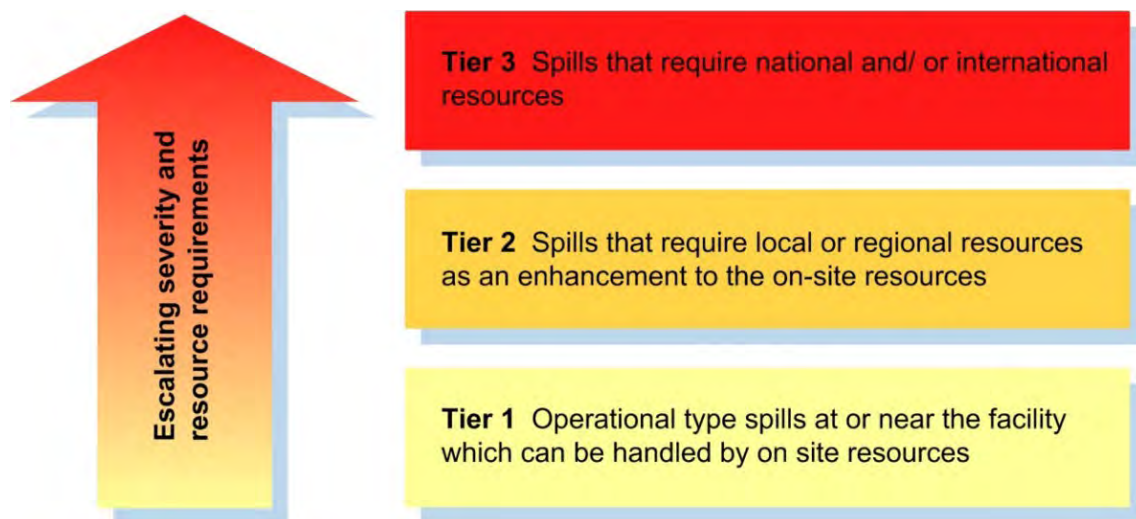 Escalating severity and
resource requirements
Tier 3 Spills that require national and/ or international
resources
Tier 2 Spills that require local or regional resources
as an enhancement to the on-site resources
Tier 1 Operational type spills at or near the facility
which can be handled by on site resources